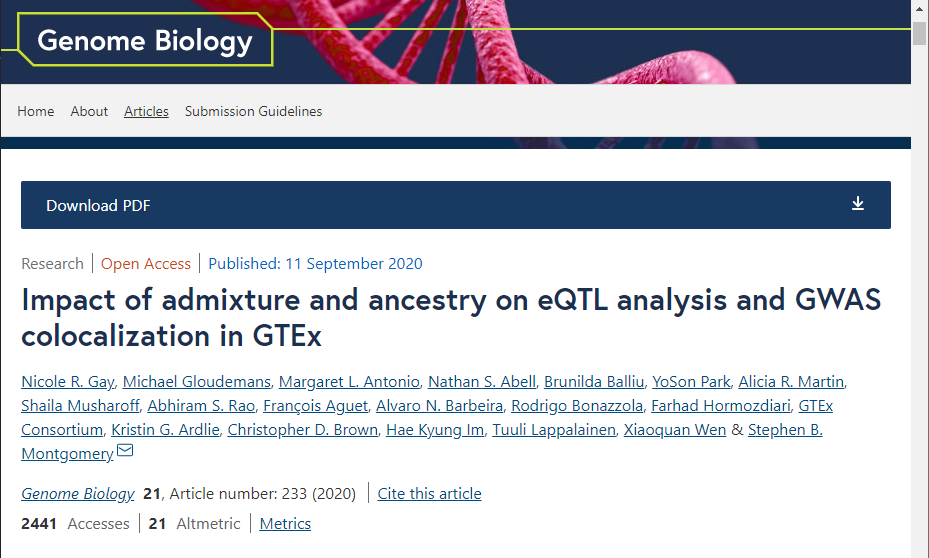 Genome Biology
Home About Articles Submission Guidelines
Download PDF
Research Open Access Published: 11 September 2020
Impact of admixture and ancestry on eQTL analysis and GWAS
colocalization in GTEx
Nicole R. Gay, Michael Gloudemans, Margaret L. Antonio, Nathan S. Abell, Brunilda Balliu, YoSon Park, Alicia R. Martin,
Shaila Musharoff, Abhiram S. Rao, François Aguet, Alvaro N. Barbeira, Rodrigo Bonazzola, Farhad Hormozdiari, GTEx
Consortium, Kristin G. Ardlie, Christopher D. Brown, Hae Kyung Im, Tuuli Lappalainen, Xiaoquan Wen & Stephen B.
Montgomery
Genome Biology 21, Article number: 233 (2020) Cite this article
2441 Accesses 21 Altmetric Metrics